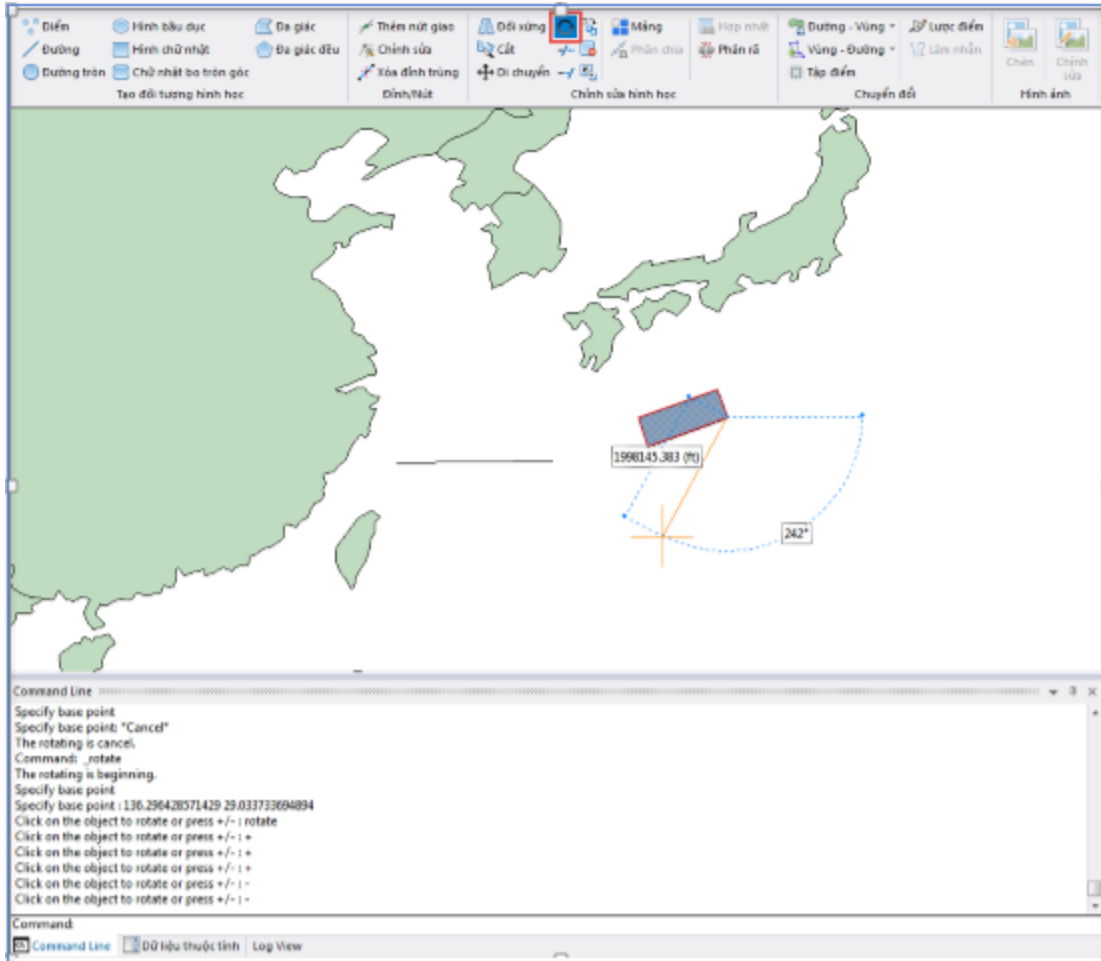 Điểm Hình bầu dục Đa giác Thêm nút giao Đối xứng Mảng Hợp nhất Đường - Vùng Lược điểm
Đường Hình chữ nhật Đa giác đều Chỉnh sửa Cắt Phân chia Phân rã Vùng - Đường Làm nhẵn Chèn Chỉnh sửa
Đường tròn Chữ nhật bo tròn góc Xóa đỉnh trùng Di chuyển Tập điểm
Tạo đối tượng hình học Đỉnh/Nút Chỉnh sửa hình học Chuyển đổi Hình ảnh
1998145.383 (ft)
242°
Command Line
Specify base point
Specify base point: "Cancel"
The rotating is cancel.
Command: _rotate
The rotating is beginning.
Specify base point
Specify base point : 136.296428571429 29.033733694894
Click on the object to rotate or press +/- : rotate
Click on the object to rotate or press +/- : +
Click on the object to rotate or press +/- : +
Click on the object to rotate or press +/- : +
Click on the object to rotate or press +/- : -
Click on the object to rotate or press +/- : -
Command:
Command Line Dữ liệu thuộc tính Log View